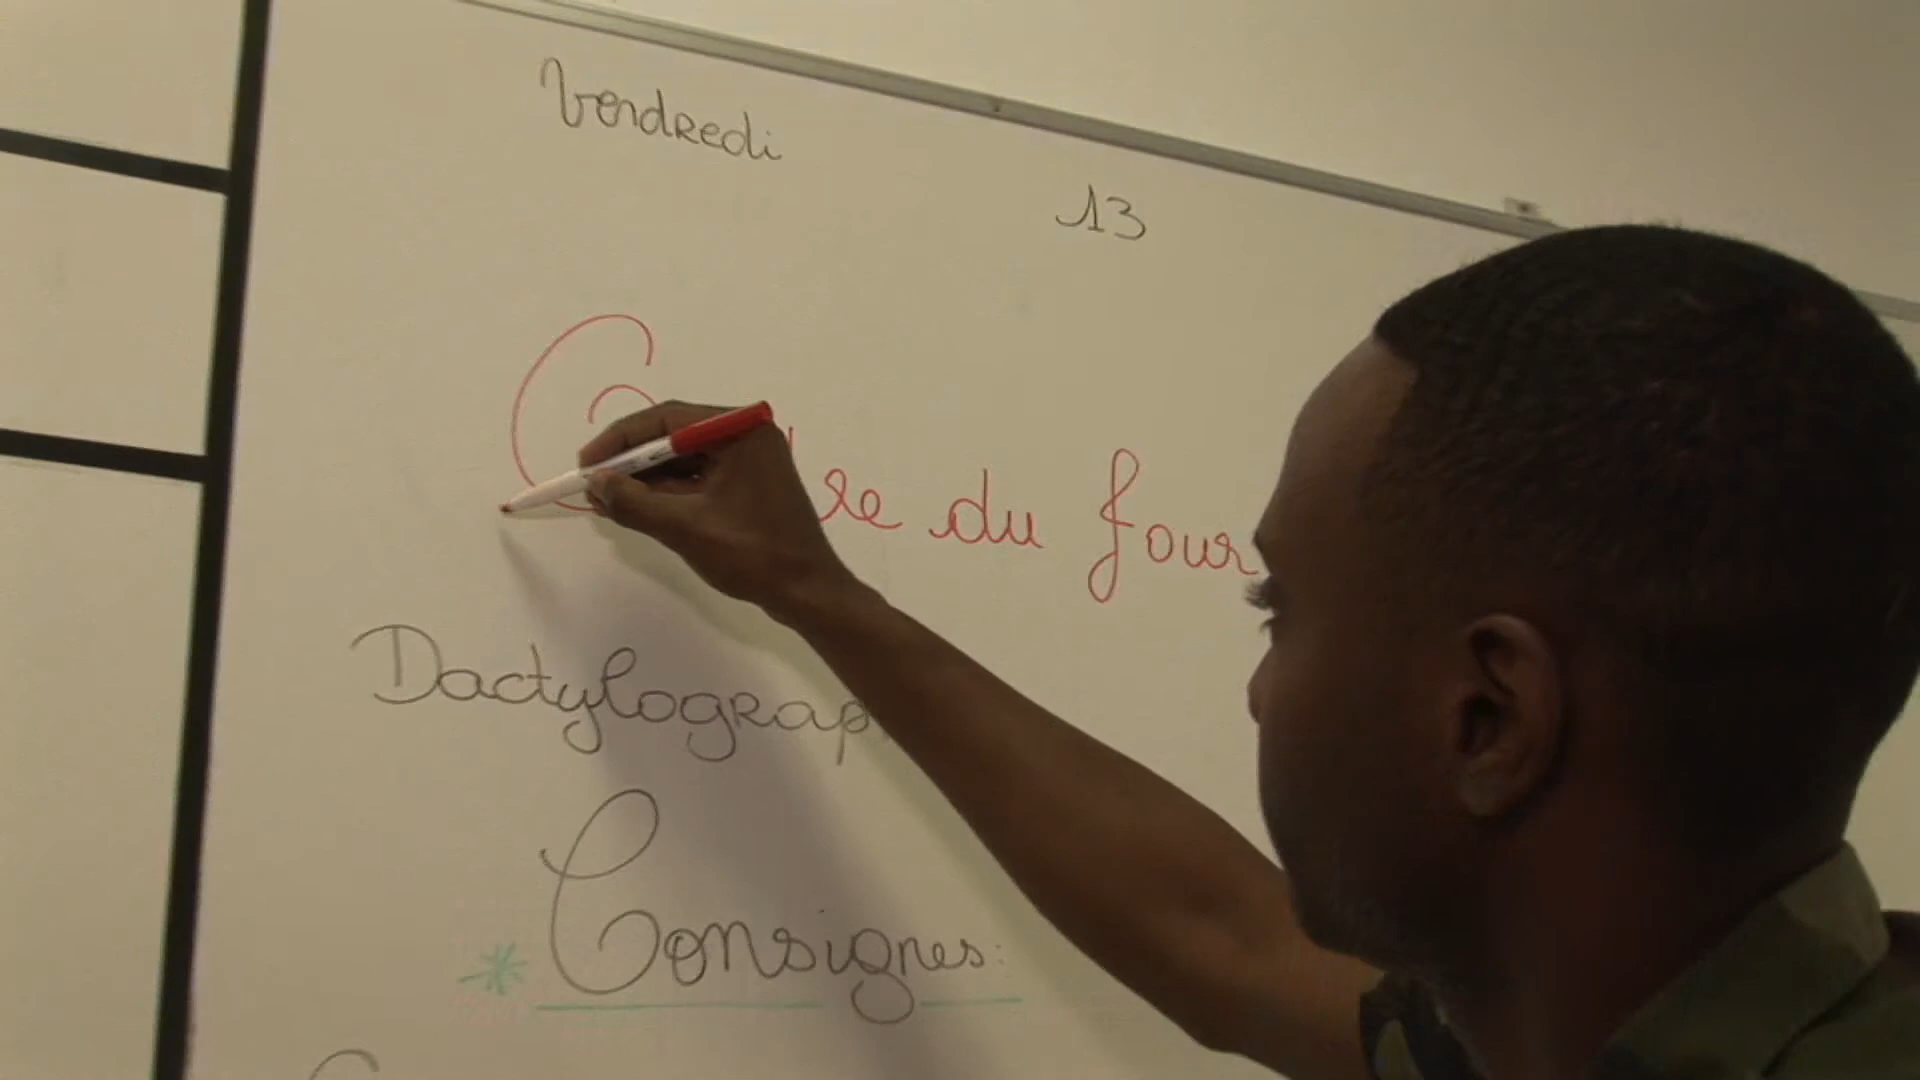 Vendredi
13
re du four
Dactylograp
* Consignes: